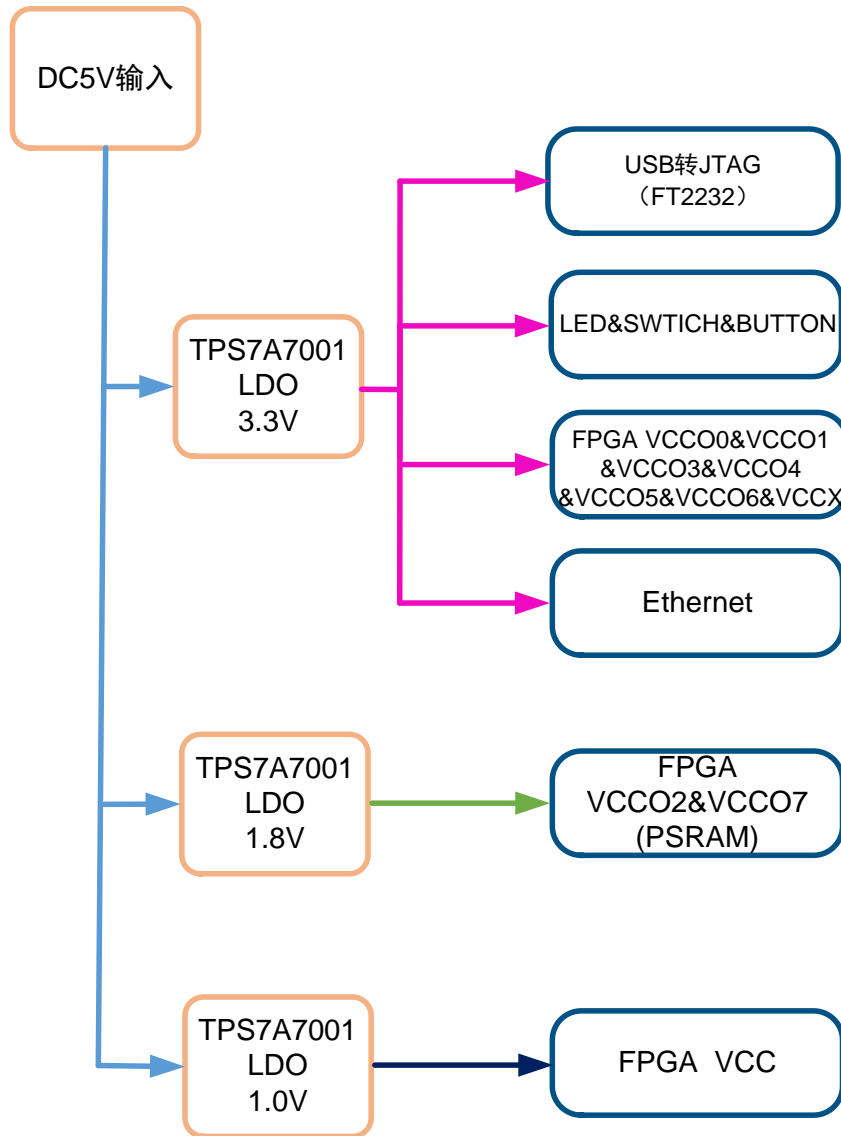 DC5V输入
USB转JTAG
（FT2232）
LED&SWTICH&BUTTON
TPS7A7001
LDO
3.3V
FPGA VCCO0&VCCO1
&VCCO3&VCCO4
&VCCO5&VCCO6&VCCX
Ethernet
TPS7A7001
LDO
1.8V
FPGA
VCCO2&VCCO7
(PSRAM)
TPS7A7001
LDO
1.0V
FPGA VCC